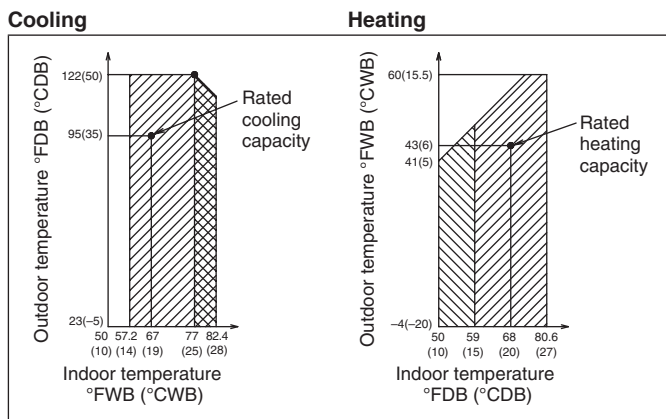 Cooling
Outdoor temperature °FDB (°CDB)
122(50)
95(35)
23(–5)
Rated
cooling
capacity
50 57.2 67 77 82.4
(10) (14) (19) (25) (28)
Indoor temperature
°FWB (°CWB)
Heating
Outdoor temperature °FWB (°CWB)
60(15.5)
43(6)
41(5)
–4(–20)
Rated
heating
capacity
50 59 68 80.6
(10) (15) (20) (27)
Indoor temperature
°FDB (°CDB)